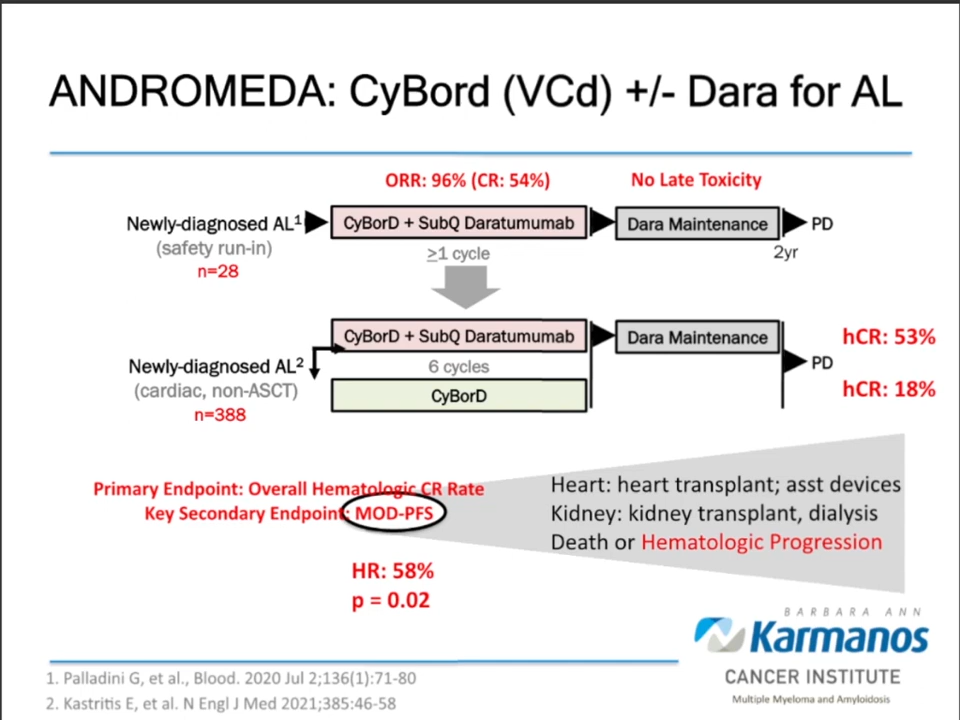 ANDROMEDA: CyBord (VCd) +/- Dara for AL
ORR: 96% (CR: 54%)
No Late Toxicity
Newly-diagnosed AL1
(safety run-in)
n=28
CyBorD + SubQ Daratumumab
Dara Maintenance
PD
≥1 cycle
2yr
Newly-diagnosed AL2
(cardiac, non-ASCT)
n=388
CyBorD + SubQ Daratumumab
6 cycles
CyBorD
Dara Maintenance
PD
hCR: 53%
hCR: 18%
Primary Endpoint: Overall Hematologic CR Rate
Key Secondary Endpoint: MOD-PFS
HR: 58%
p = 0.02
Heart: heart transplant; asst devices
Kidney: kidney transplant, dialysis
Death or Hematologic Progression
BARBARA ANN
Karmanos
CANCER INSTITUTE
Multiple Myeloma and Amyloidosis
1. Palladini G, et al., Blood. 2020 Jul 2;136(1):71-80
2. Kastritis E, et al. N Engl J Med 2021;385:46-58